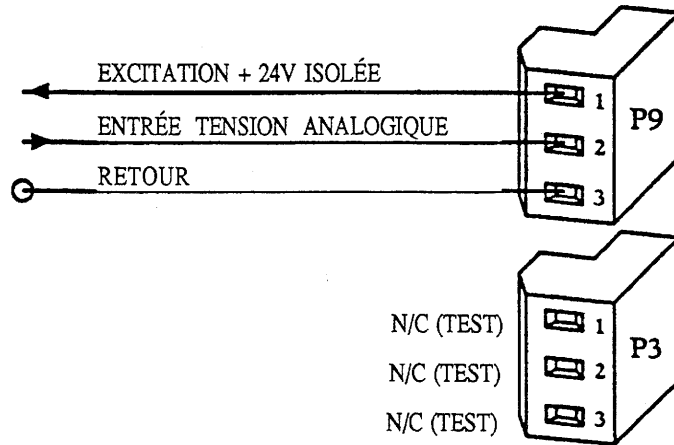 EXCITATION + 24V ISOLÉE
1
ENTRÉE TENSION ANALOGIQUE
2
P9
RETOUR
3
N/C (TEST)
1
N/C (TEST)
2
P3
N/C (TEST)
3